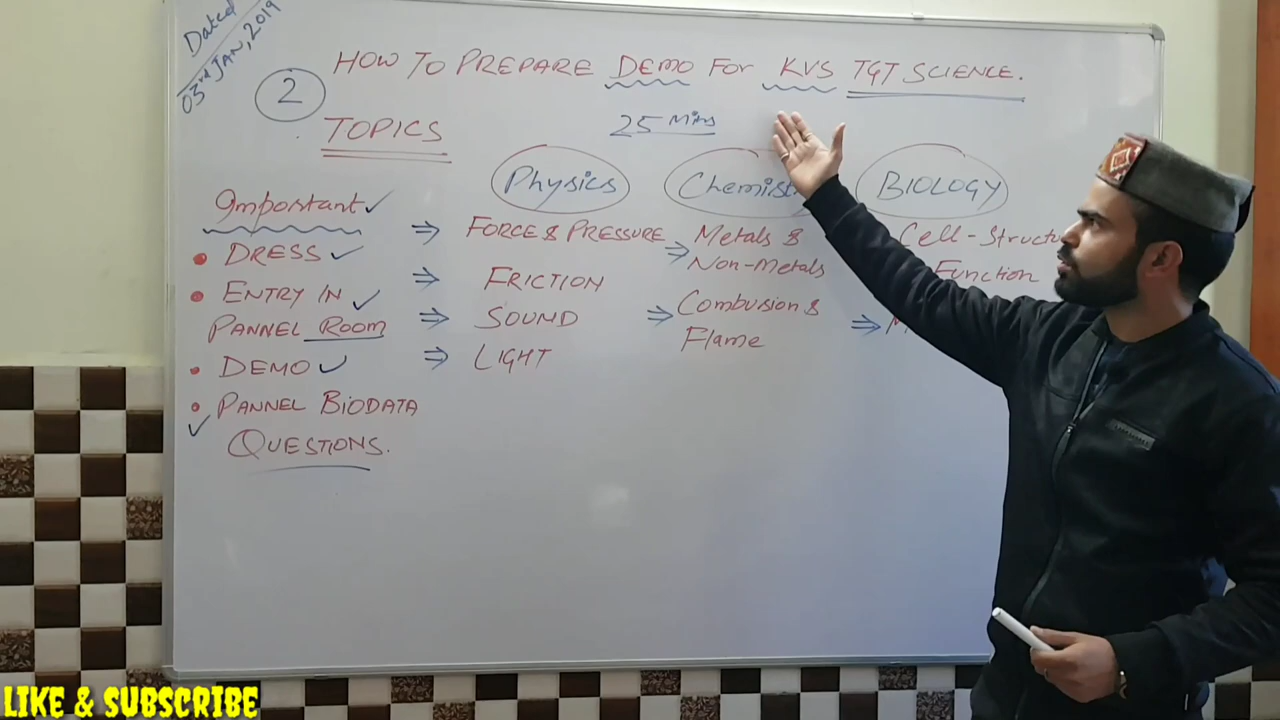 Dated
03rd JAN, 2019
HOW TO PREPARE DEMO FOR KVS TGT SCIENCE.
2
25 Mins
TOPICS
Physics
Chemist
BIOLOGY
Important ✓
• DRESS ✓
• ENTRY IN ✓
PANNEL ROOM
• DEMO ✓
• PANNEL BIODATA
✓ QUESTIONS.
⇒ FORCE & PRESSURE
⇒ FRICTION
⇒ SOUND
⇒ LIGHT
⇒ Metals &
Non-Metals
⇒ Combusion &
Flame
Cell-Structu
Function
⇒ M
LIKE & SUBSCRIBE